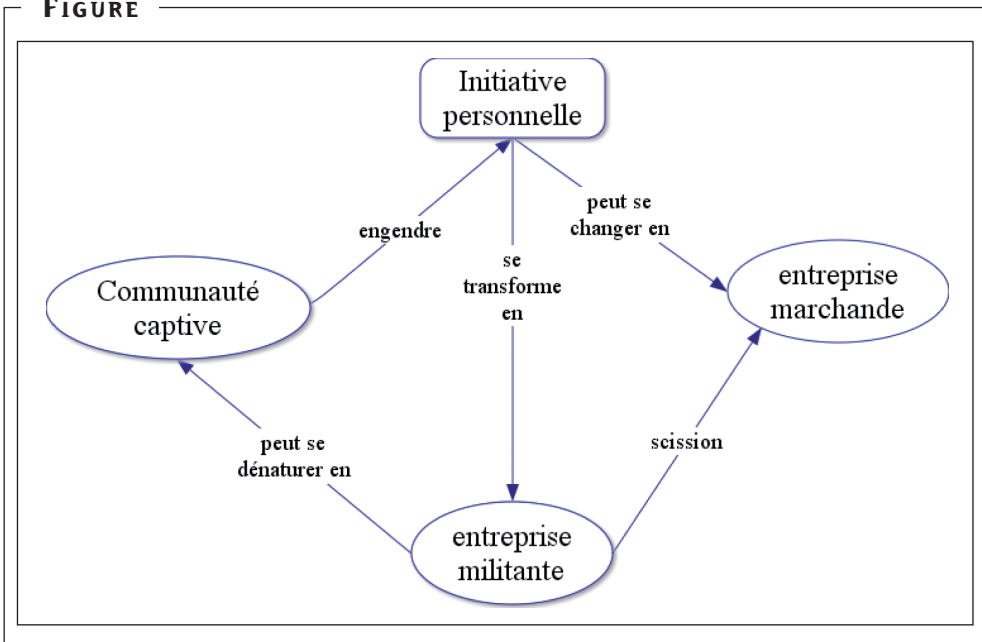 FIGURE
Initiative
personnelle
peut se
changer en
engendre
se
transforme
en
entreprise
marchande
Communauté
captive
peut se
dénaturer en
scission
entreprise
militante